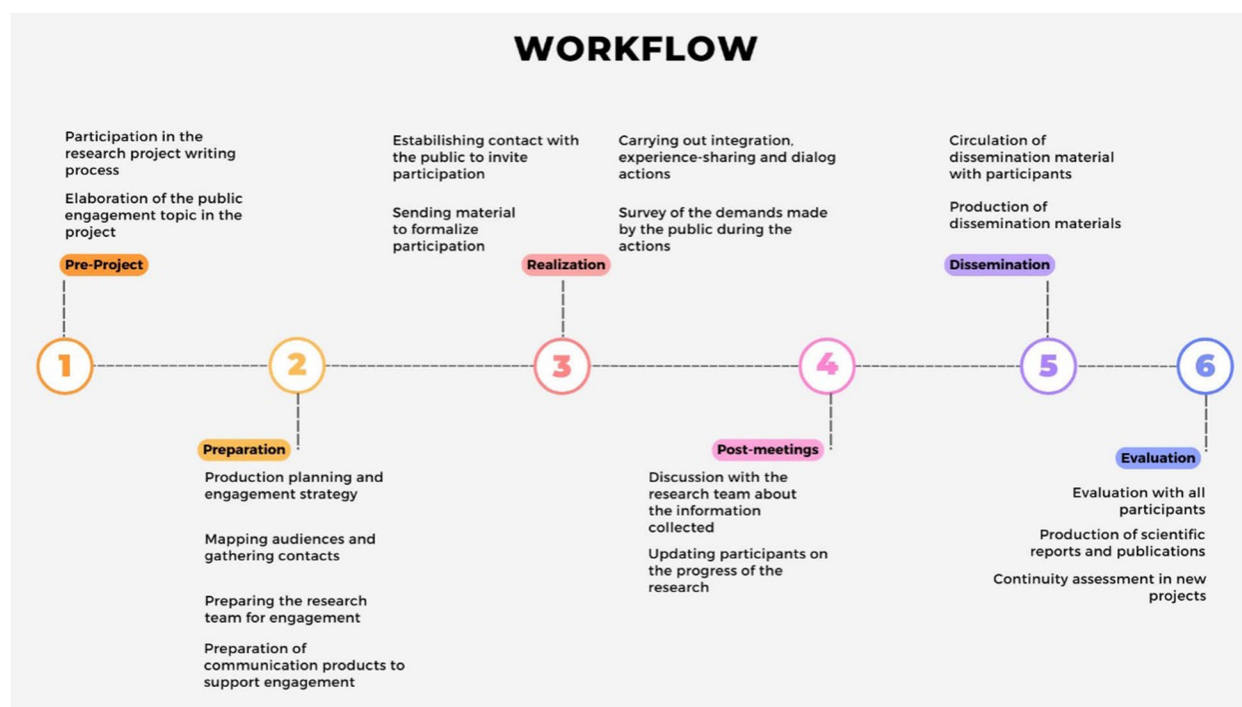 WORKFLOW
Participation in the
research project writing
process
Elaboration of the public
engagement topic in the
project
Pre-Project
1
Preparation
2
Production planning and
engagement strategy
Mapping audiences and
gathering contacts
Preparing the research
team for engagement
Preparation of
communication products to
support engagement
Estabilishing contact with
the public to invite
participation
Sending material
to formalize
participation
Carrying out integration,
experience-sharing and dialog
actions
Survey of the demands made
by the public during the
actions
Realization
3
4
Post-meetings
Discussion with the
research team about
the information
collected
Updating participants on
the progress of the
research
Circulation of
dissemination material
with participants
Production of
dissemination materials
Dissemination
5
6
Evaluation
Evaluation with all
participants
Production of scientific
reports and publications
Continuity assessment in new
projects